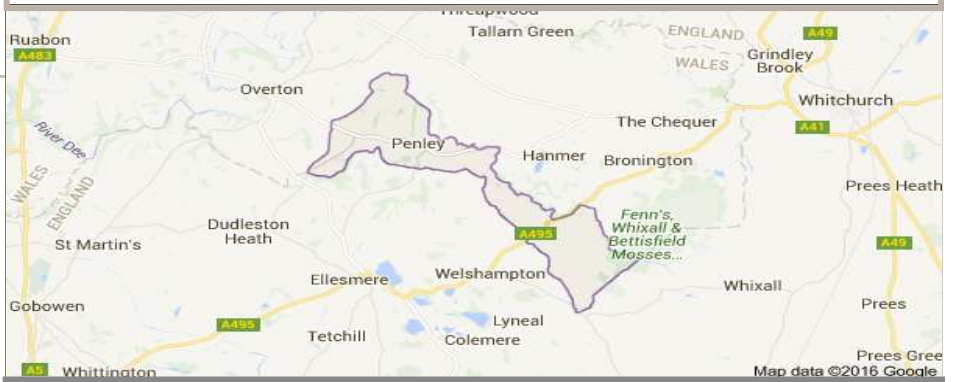 Threapwood
Tallarn Green
ENGLAND
WALES
A49
Ruabon
A483
Grindley
Brook
Overton
Whitchurch
The Chequer
A41
River Dee
Penley
Hanmer
Bronington
WALES
ENGLAND
Prees Heath
Dudleston
Heath
Fenn's,
Whixall &
Bettisfield
Mosses...
St Martin's
A495
A49
Ellesmere
Welshampton
Whixall
Gobowen
Prees
A495
Lyneal
Tetchill
Colemere
Prees Gree
A5
Whittington
Map data ©2016 Google